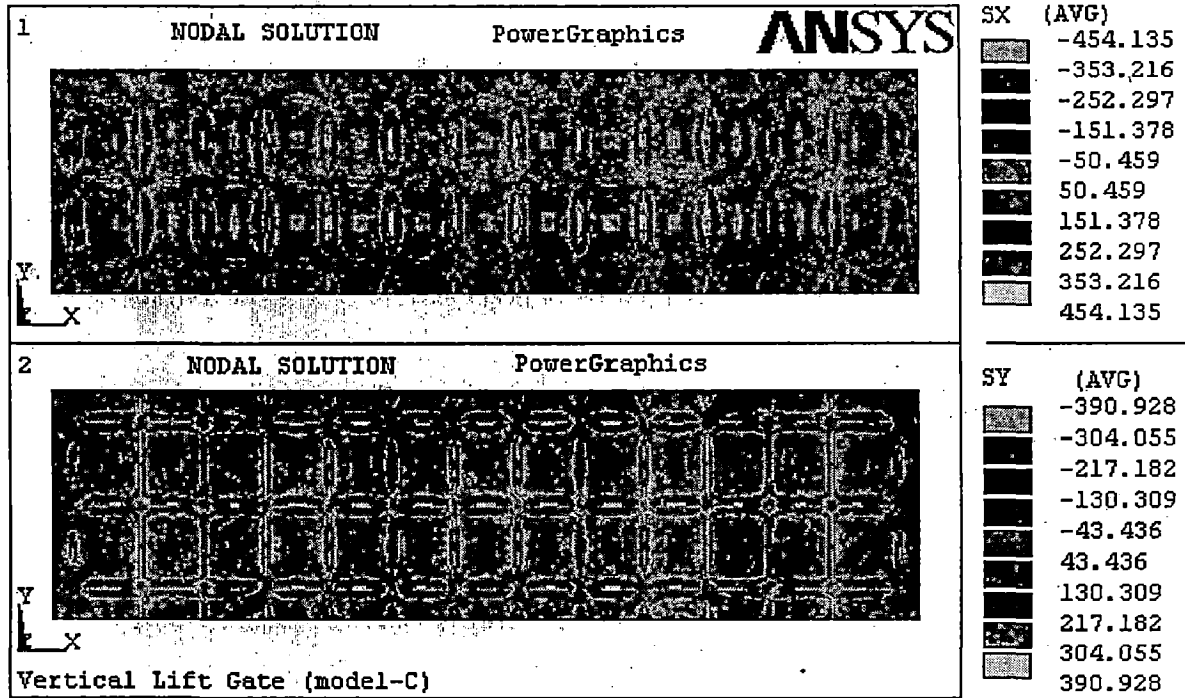 1 NODAL SOLUTION PowerGraphics ANSYS
Y
Z X
2 NODAL SOLUTION PowerGraphics
Y
Z X
Vertical Lift Gate (model-C)
SX (AVG)
-454.135
-353.216
-252.297
-151.378
-50.459
50.459
151.378
252.297
353.216
454.135
SY (AVG)
-390.928
-304.055
-217.182
-130.309
-43.436
43.436
130.309
217.182
304.055
390.928